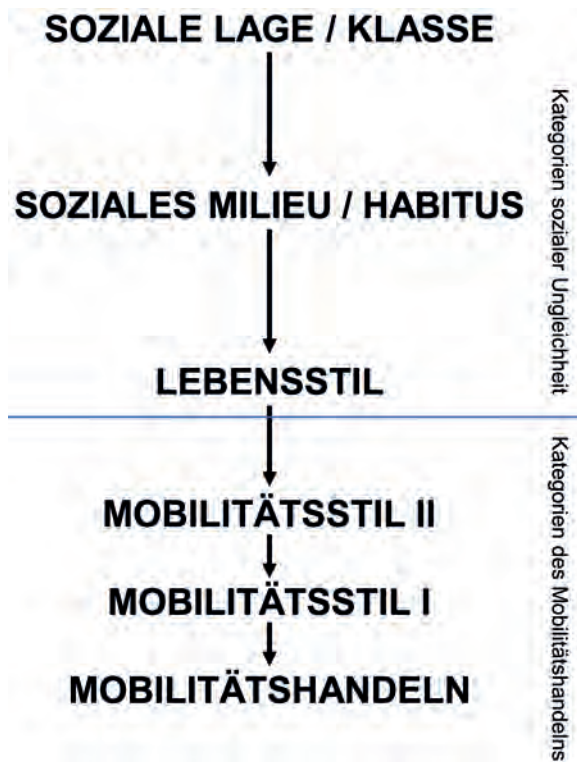 SOZIALE LAGE / KLASSE
SOZIALES MILIEU / HABITUS
LEBENSSTIL
Kategorien sozialer Ungleichheit
MOBILITÄTSSTIL II
MOBILITÄTSSTIL I
MOBILITÄTSHANDELN
Kategorien des Mobilitätshandelns